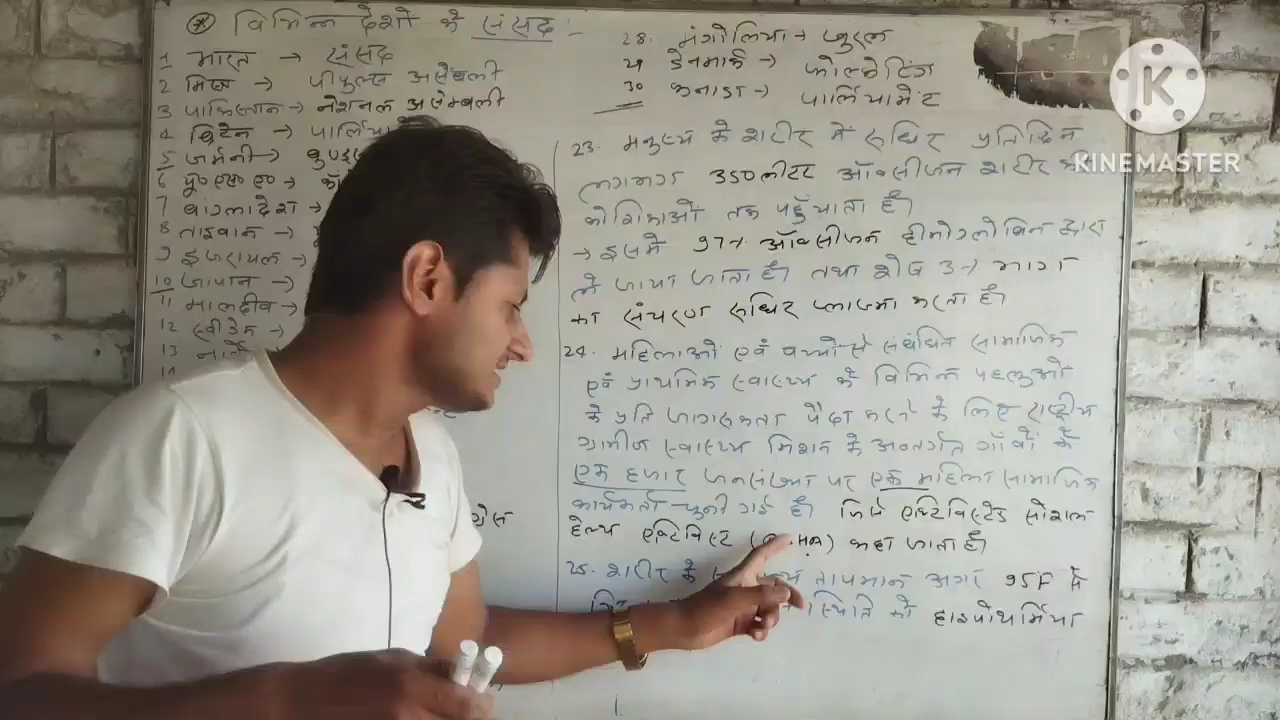 विभिन्न देशों के संसद :-
1 भारत → संसद
2 मिस्र → पीपुल्स असेंबली
3 पाकिस्तान → नेशनल असेम्बली
4 ब्रिटेन → पार्लिया
5 जर्मनी →
6 यू०एस०ए० →
7 बांग्लादेश →
8 ताइवान →
9 इजरायल →
10 जापान →
11 मालदीव →
12 स्वीडेन →
13
28. मंगोलिया → खुरल
29 डेनमार्क → फोल्केटिंग
30 कनाडा → पार्लियामेंट
23. मनुष्य के शरीर में रुधिर प्रतिदिन
लगभग 350 लीटर ऑक्सीजन शरीर की
कोशिकाओं तक पहुँचाता है।
→ इसमें 97% ऑक्सीजन हीमोग्लोबिन द्वारा
ले जाया जाता है। तथा शेष 3% भाग
का संचरण रुधिर प्लाज्मा करता है।
24. महिलाओं एवं बच्चों से संबंधित सामाजिक
एवं प्राथमिक स्वास्थ्य के विभिन्न पहलुओं
के प्रति जागरूकता पैदा करने के लिए राष्ट्रीय
ग्रामीण स्वास्थ्य मिशन के अन्तर्गत गाँवों के
एक हजार जनसंख्या पर एक महिला सामाजिक
कार्यकर्ता चुनी गई है। जिसे एक्टिविस्टेड सोशल
हेल्थ एक्टिविस्ट कहा जाता है।
25. शरीर के तापमान अगर 95F से
स्थिति को हाइपोथर्मिया
KINEMASTER